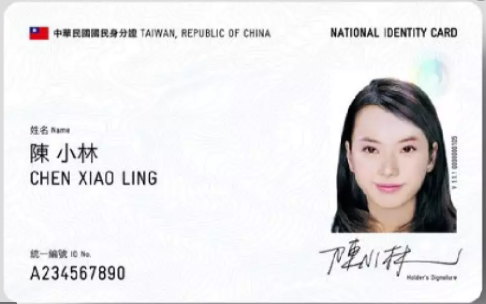 中華民國國民身分證 TAIWAN, REPUBLIC OF CHINA
NATIONAL IDENTITY CARD
姓名 Name
陳 小林
CHEN XIAO LING
統一編號 ID No.
A234567890
陳小林
Holder's Signature